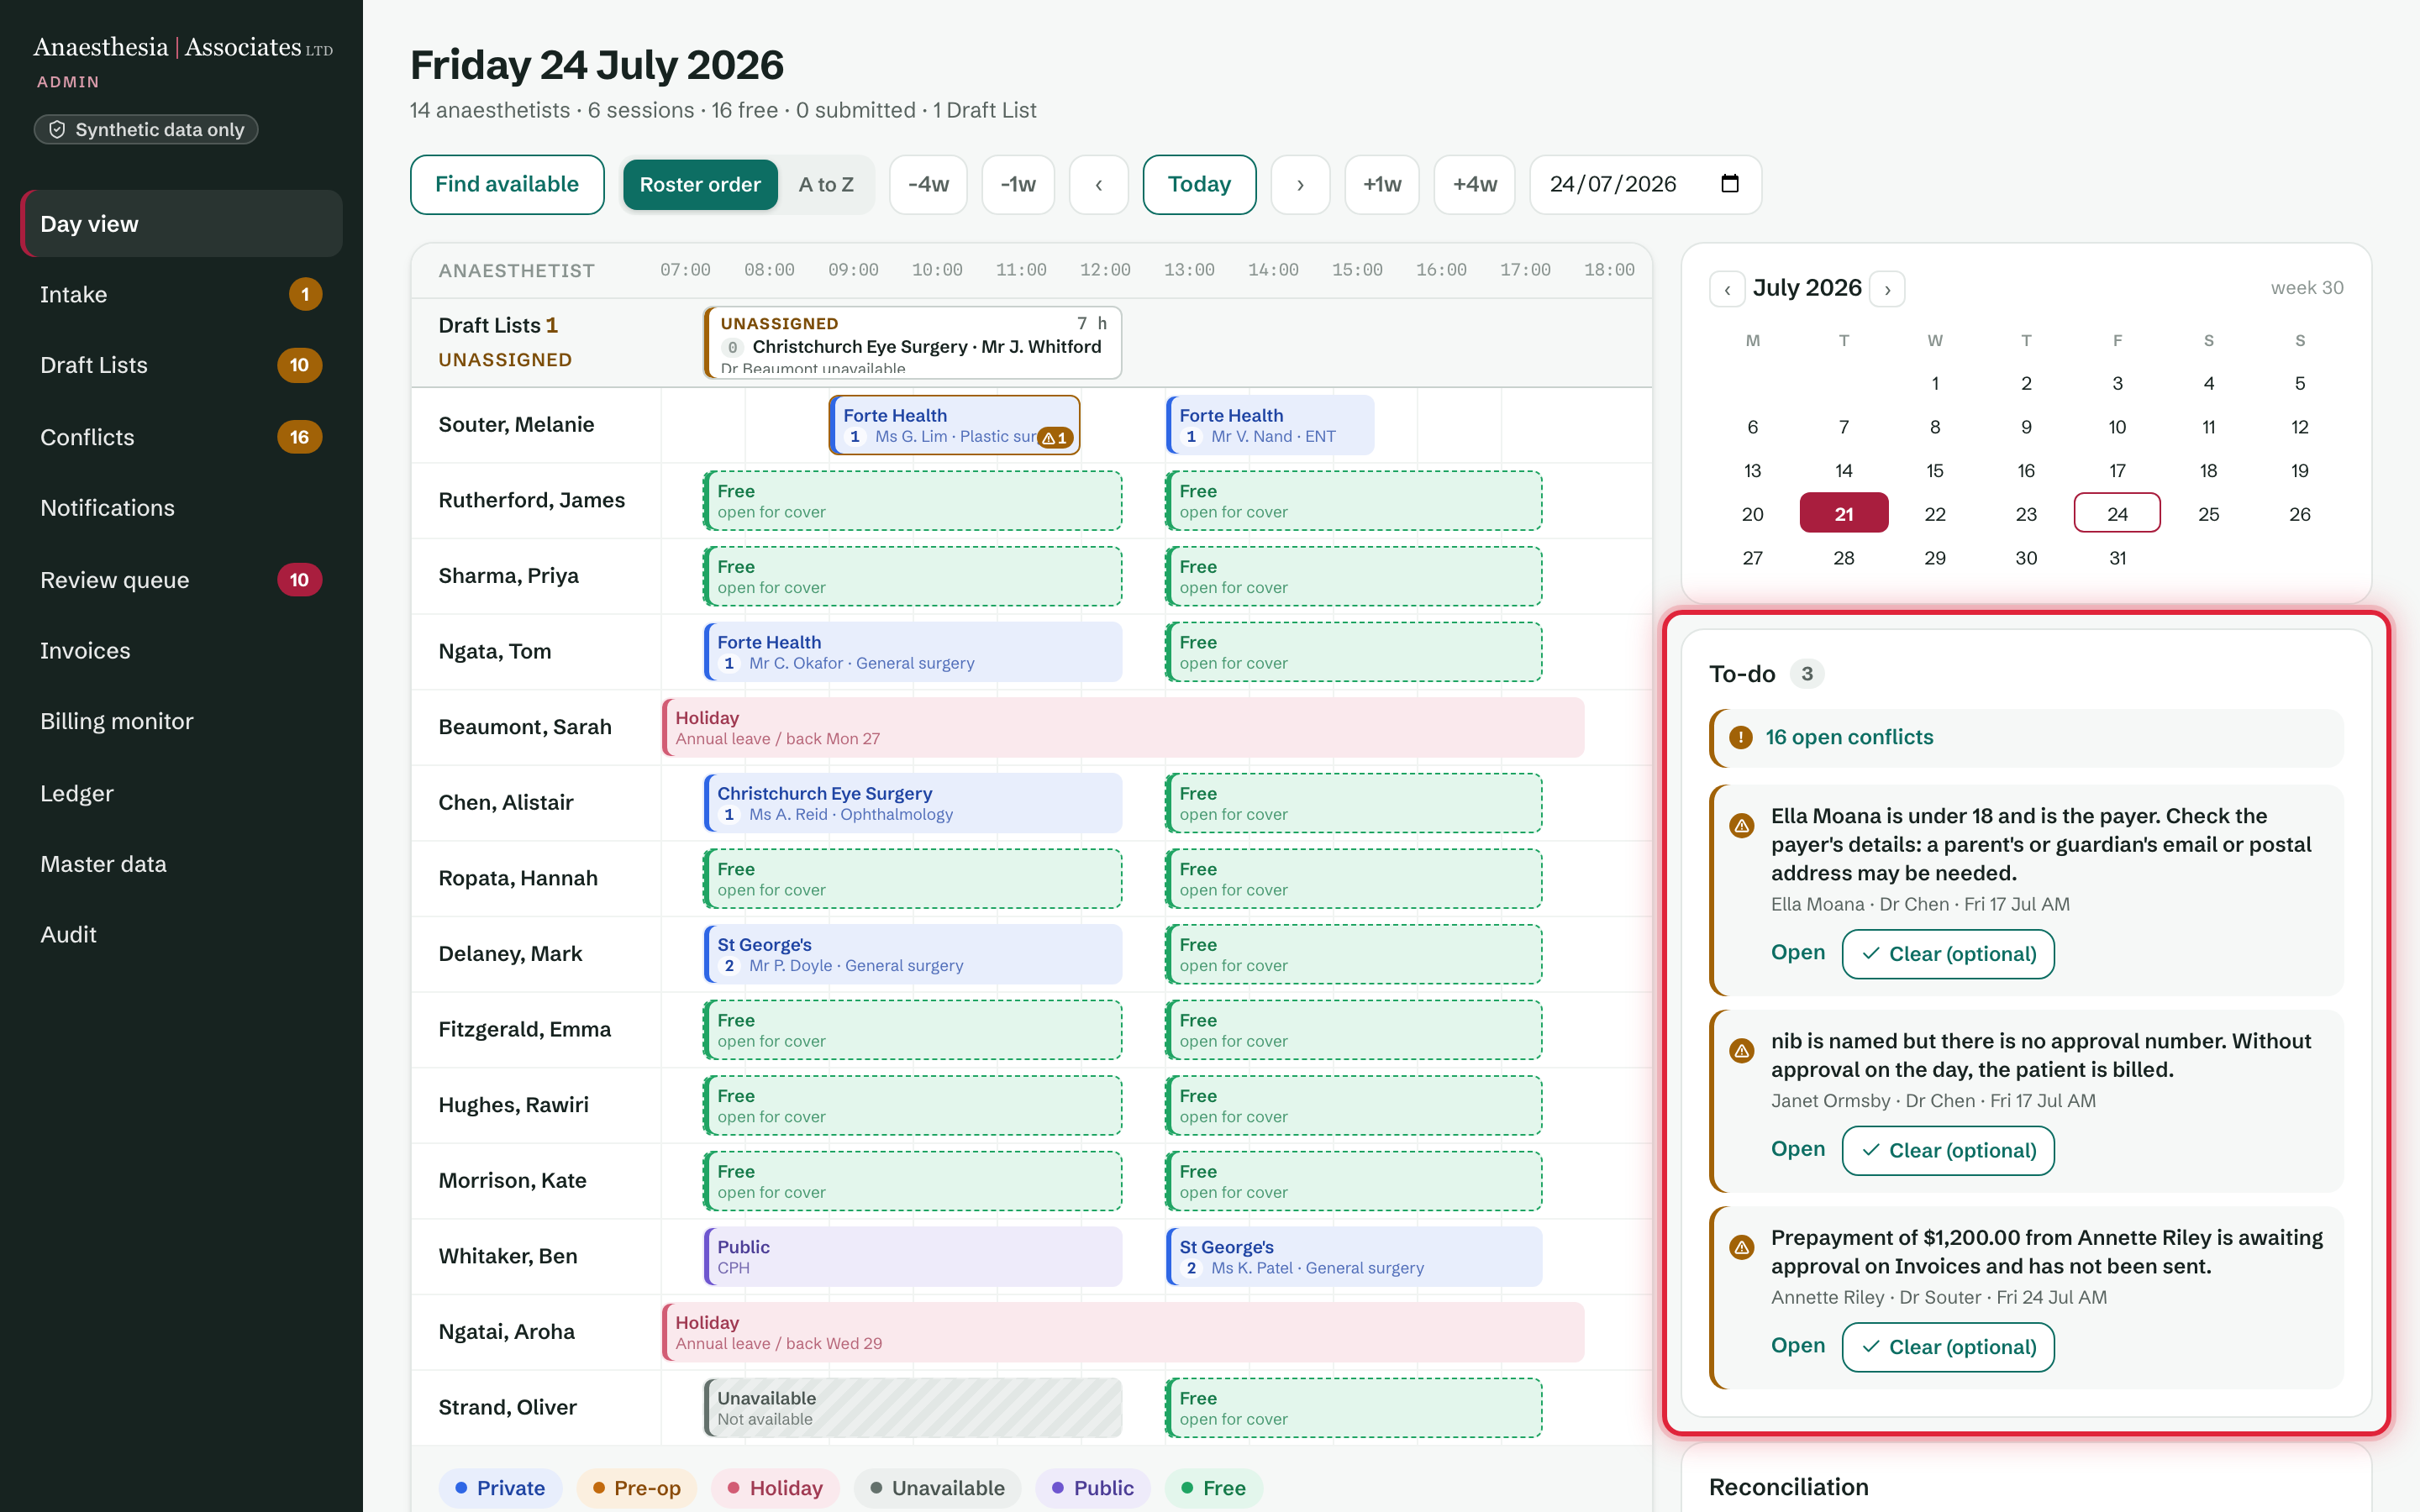 Anaesthesia | Associates LTD
ADMIN
Synthetic data only
Day view
Intake 1
Draft Lists 10
Conflicts 16
Notifications
Review queue 10
Invoices
Billing monitor
Ledger
Master data
Audit
Friday 24 July 2026
14 anaesthetists · 6 sessions · 16 free · 0 submitted · 1 Draft List
Find available Roster order A to Z -4w -1w ‹ Today › +1w +4w 24/07/2026
ANAESTHETIST 07:00 08:00 09:00 10:00 11:00 12:00 13:00 14:00 15:00 16:00 17:00 18:00
Draft Lists 1
UNASSIGNED
UNASSIGNED 7 h
0 Christchurch Eye Surgery · Mr J. Whitford
Dr Beaumont unavailable
Souter, Melanie
Forte Health
1 Ms G. Lim · Plastic sur 1
Forte Health
1 Mr V. Nand · ENT
Rutherford, James
Free
open for cover
Free
open for cover
Sharma, Priya
Free
open for cover
Free
open for cover
Ngata, Tom
Forte Health
1 Mr C. Okafor · General surgery
Free
open for cover
Beaumont, Sarah
Holiday
Annual leave / back Mon 27
Chen, Alistair
Christchurch Eye Surgery
1 Ms A. Reid · Ophthalmology
Free
open for cover
Ropata, Hannah
Free
open for cover
Free
open for cover
Delaney, Mark
St George's
2 Mr P. Doyle · General surgery
Free
open for cover
Fitzgerald, Emma
Free
open for cover
Free
open for cover
Hughes, Rawiri
Free
open for cover
Free
open for cover
Morrison, Kate
Free
open for cover
Free
open for cover
Whitaker, Ben
Public
CPH
St George's
2 Ms K. Patel · General surgery
Ngatai, Aroha
Holiday
Annual leave / back Wed 29
Strand, Oliver
Unavailable
Not available
Free
open for cover
Private Pre-op Holiday Unavailable Public Free
‹ July 2026 › week 30
M T W T F S S
1 2 3 4 5
6 7 8 9 10 11 12
13 14 15 16 17 18 19
20 21 22 23 24 25 26
27 28 29 30 31
To-do 3
16 open conflicts
Ella Moana is under 18 and is the payer. Check the
payer's details: a parent's or guardian's email or postal
address may be needed.
Ella Moana · Dr Chen · Fri 17 Jul AM
Open Clear (optional)
nib is named but there is no approval number. Without
approval on the day, the patient is billed.
Janet Ormsby · Dr Chen · Fri 17 Jul AM
Open Clear (optional)
Prepayment of $1,200.00 from Annette Riley is awaiting
approval on Invoices and has not been sent.
Annette Riley · Dr Souter · Fri 24 Jul AM
Open Clear (optional)
Reconciliation